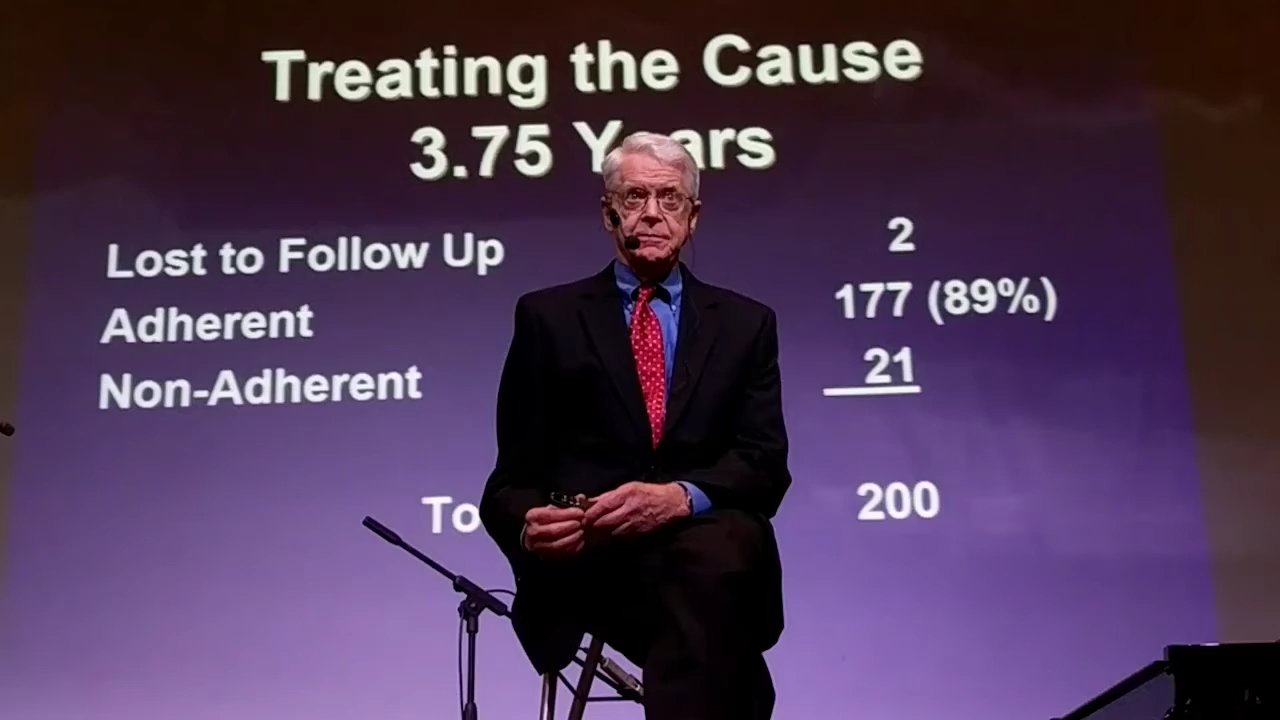 Treating the Cause
3.75 Y ars
Lost to Follow Up 2
Adherent 177 (89%)
Non-Adherent 21
To 200